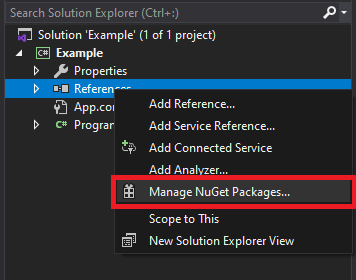 Search Solution Explorer (Ctrl+:)
Solution 'Example' (1 of 1 project)
C# Example
Properties
References
App.con
C# Program
Add Reference...
Add Service Reference...
Add Connected Service
Add Analyzer...
Manage NuGet Packages...
Scope to This
New Solution Explorer View